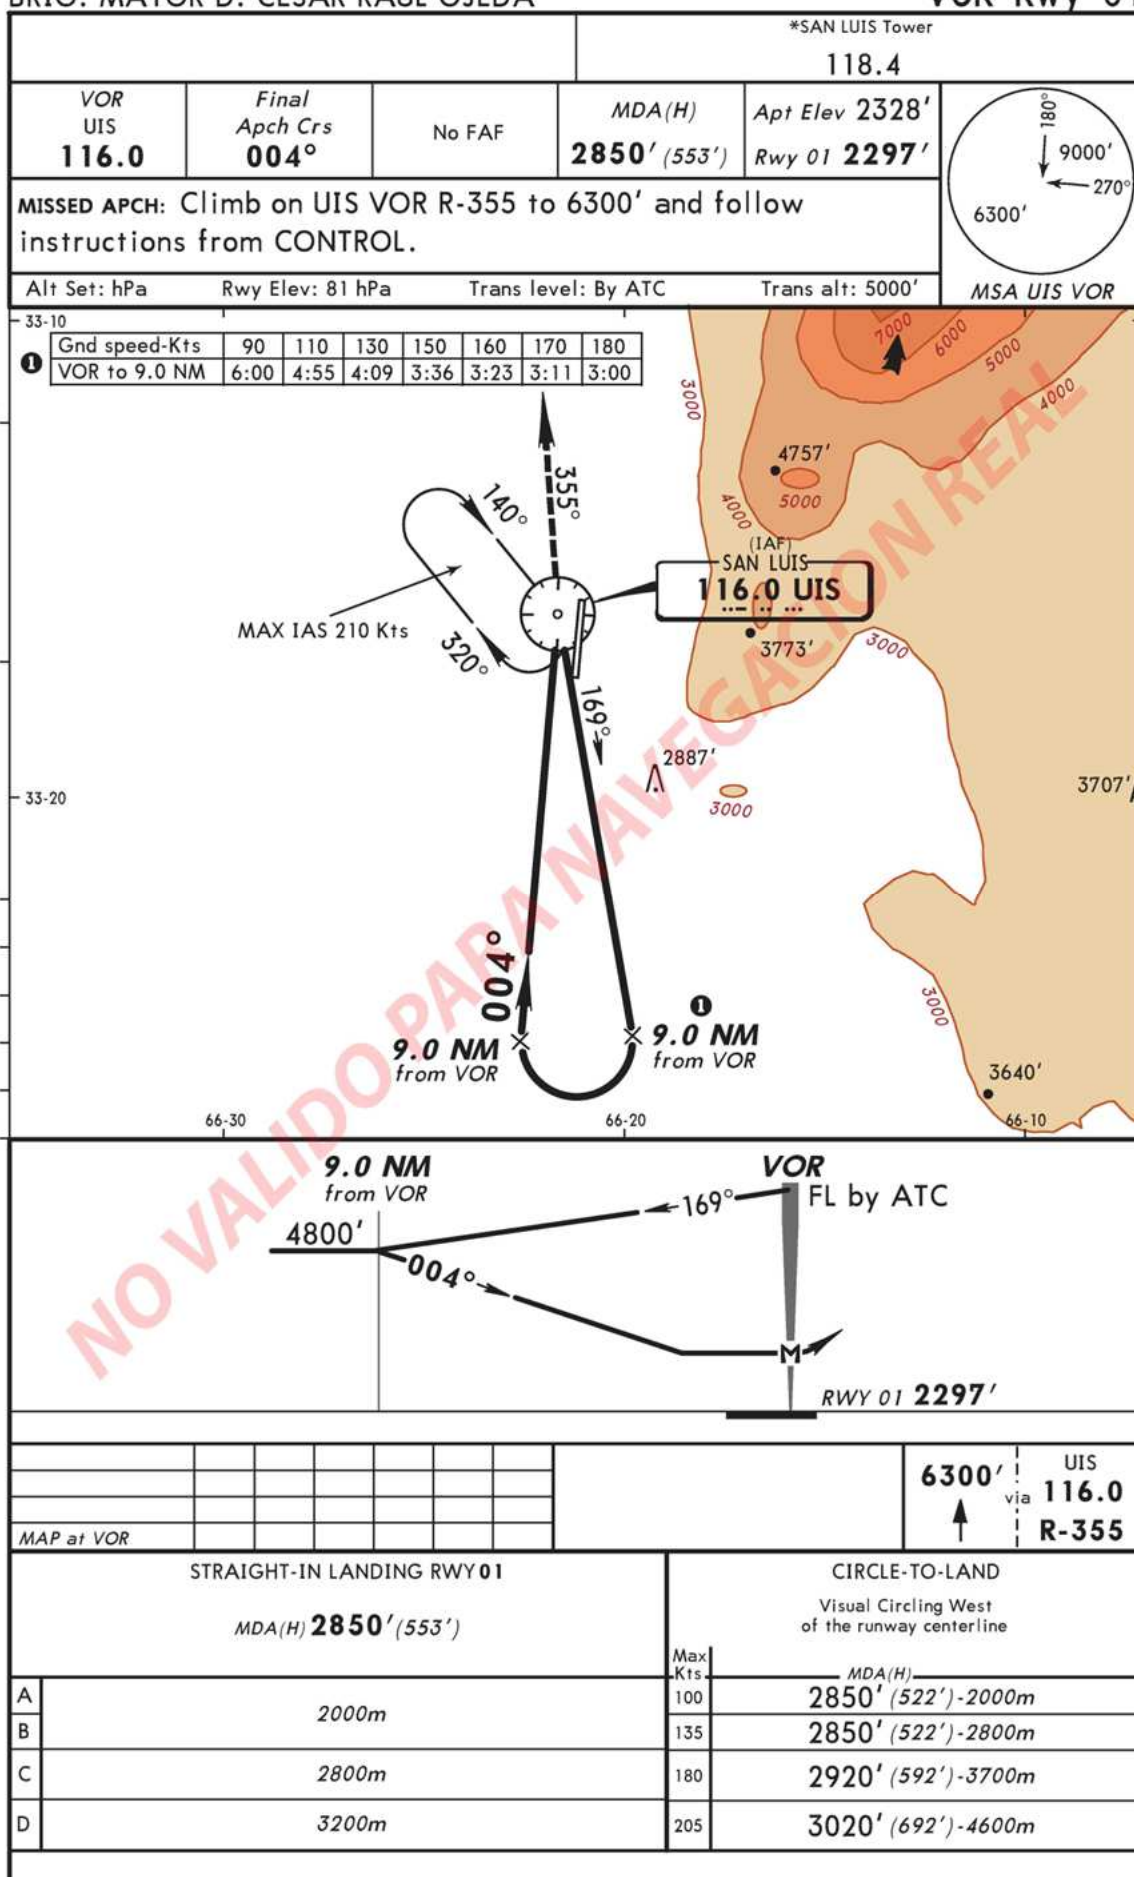 BRIG. MAYOR D. CESAR RAUL OJEDA
VOR Rwy 01
*SAN LUIS Tower
118.4
VOR
UIS
116.0
Final
Apch Crs
004°
No FAF
MDA(H)
2850' (553')
Apt Elev 2328'
Rwy 01 2297'
180°
9000'
270°
6300'
MSA UIS VOR
MISSED APCH: Climb on UIS VOR R-355 to 6300' and follow
instructions from CONTROL.
Alt Set: hPa Rwy Elev: 81 hPa Trans level: By ATC Trans alt: 5000'
33-10
1
Gnd speed-Kts 90 110 130 150 160 170 180
VOR to 9.0 NM 6:00 4:55 4:09 3:36 3:23 3:11 3:00
7000
6000
5000
4000
3000
4757'
5000
4000
355°
140°
(IAF)
SAN LUIS
116.0 UIS
MAX IAS 210 Kts
320°
3773'
3000
169°
2887'
3000
33-20
3707'
004°
1
9.0 NM
from VOR
9.0 NM
from VOR
3000
3640'
66-30
66-20
66-10
NO VALIDO PARA NAVEGACION REAL
9.0 NM
from VOR
VOR
FL by ATC
169°
4800'
004°
M
RWY 01 2297'
MAP at VOR
6300'
via
UIS
116.0
R-355
STRAIGHT-IN LANDING RWY 01
MDA(H) 2850' (553')
CIRCLE-TO-LAND
Visual Circling West
of the runway centerline
Max
Kts
MDA(H)
A
B
2000m
100 2850' (522')-2000m
135 2850' (522')-2800m
C 2800m 180 2920' (592')-3700m
D 3200m 205 3020' (692')-4600m